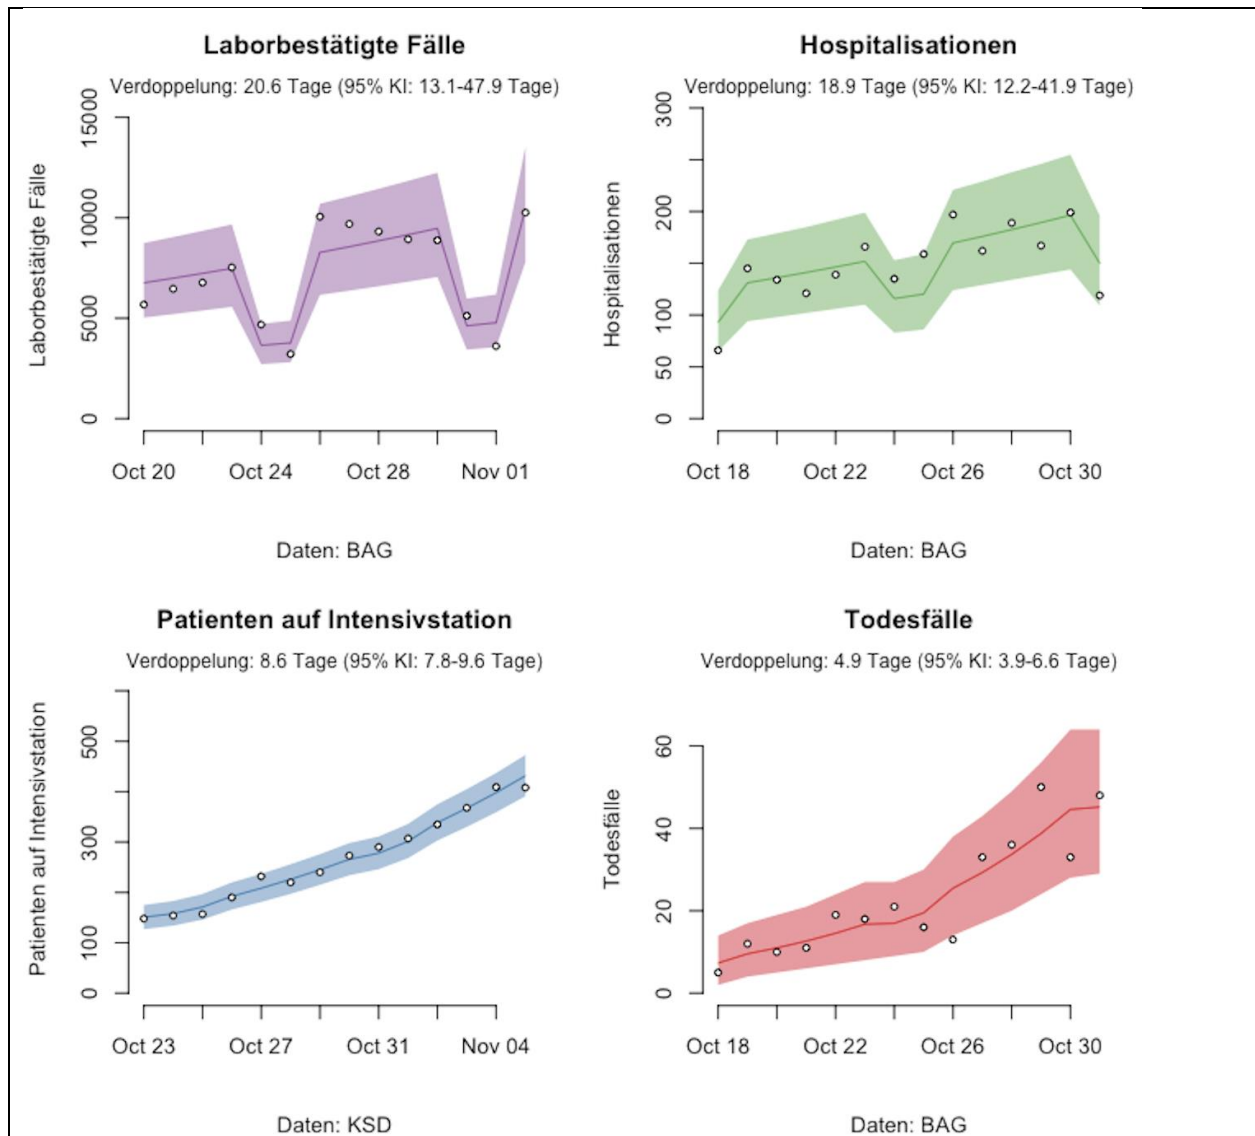 Laborbestätigte Fälle
Verdoppelung: 20.6 Tage (95% KI: 13.1-47.9 Tage)
Laborbestätigte Fälle
15000
10000
5000
0
Oct 20 Oct 24 Oct 28 Nov 01
Daten: BAG
Hospitalisationen
Verdoppelung: 18.9 Tage (95% KI: 12.2-41.9 Tage)
Hospitalisationen
300
200
100
50
0
Oct 18 Oct 22 Oct 26 Oct 30
Daten: BAG
Patienten auf Intensivstation
Verdoppelung: 8.6 Tage (95% KI: 7.8-9.6 Tage)
Patienten auf Intensivstation
500
300
100
0
Oct 23 Oct 27 Oct 31 Nov 04
Daten: KSD
Todesfälle
Verdoppelung: 4.9 Tage (95% KI: 3.9-6.6 Tage)
Todesfälle
60
40
20
0
Oct 18 Oct 22 Oct 26 Oct 30
Daten: BAG